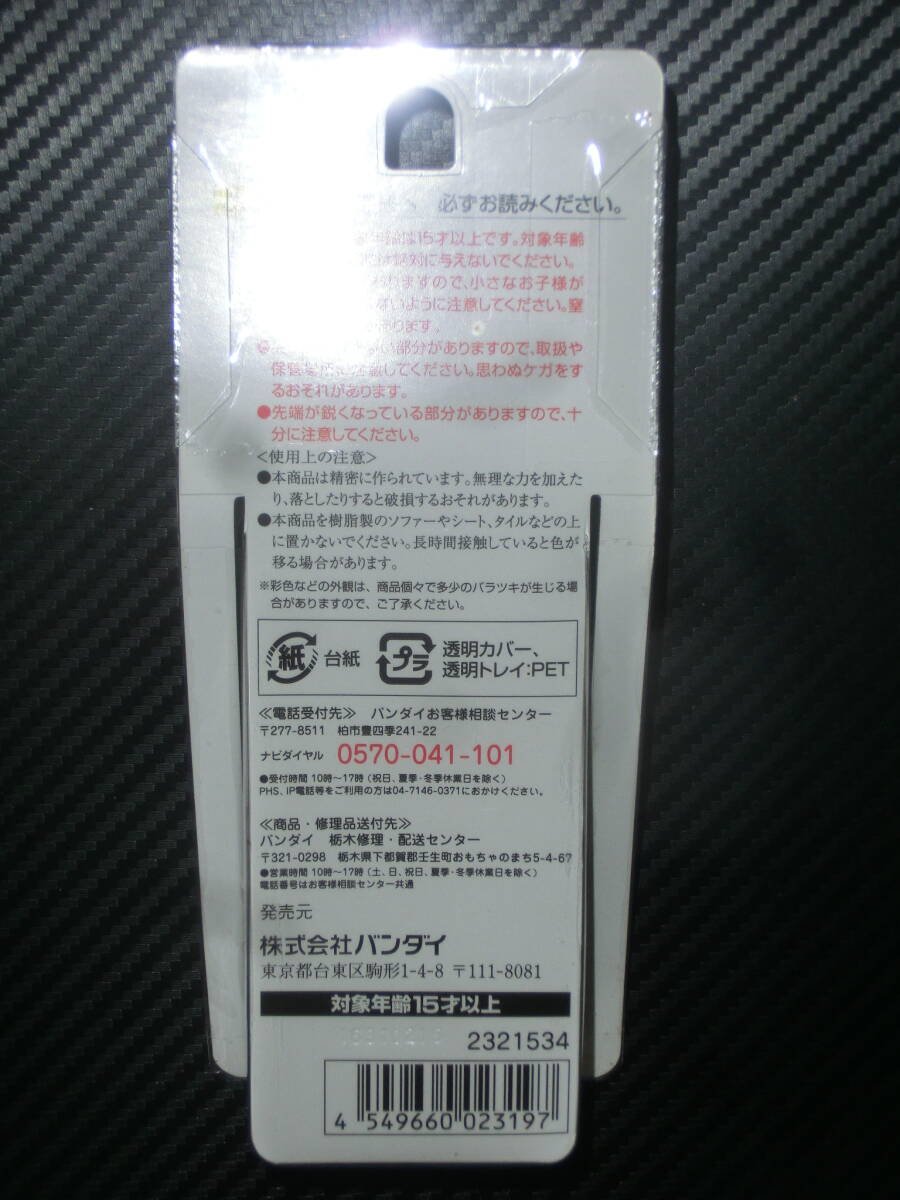 必ずお読みください。
は15才以上です。対象年齢
対に与えないでください。
りますので、小さなお子様が
ないように注意してください。窒
あります。
い部分がありますので、取扱や
保管場所に注意してください。思わぬケガをす
るおそれがあります。
●先端が鋭くなっている部分がありますので、十
分に注意してください。
<使用上の注意>
●本商品は精密に作られています。無理な力を加えた
り、落としたりすると破損するおそれがあります。
●本商品を樹脂製のソファーやシート、タイルなどの上
に置かないでください。長時間接触していると色が
移る場合があります。
※彩色などの外観は、商品個々で多少のバラツキが生じる場
合がありますので、ご了承ください。
紙 台紙 プラ 透明カバー、
透明トレイ:PET
≪電話受付先≫ バンダイお客様相談センター
〒277-8511 柏市豊四季241-22
ナビダイヤル 0570-041-101
●受付時間 10時～17時(祝日、夏季・冬季休業日を除く)
PHS、IP電話等をご利用の方は04-7146-0371におかけください。
≪商品・修理品送付先≫
バンダイ 栃木修理・配送センター
〒321-0298 栃木県下都賀郡壬生町おもちゃのまち5-4-67
●営業時間 10時～17時(土、日、祝日、夏季・冬季休業日を除く)
電話番号はお客様相談センター共通
発売元
株式会社バンダイ
東京都台東区駒形1-4-8 〒111-8081
対象年齢15才以上
2321534
4 549660 023197